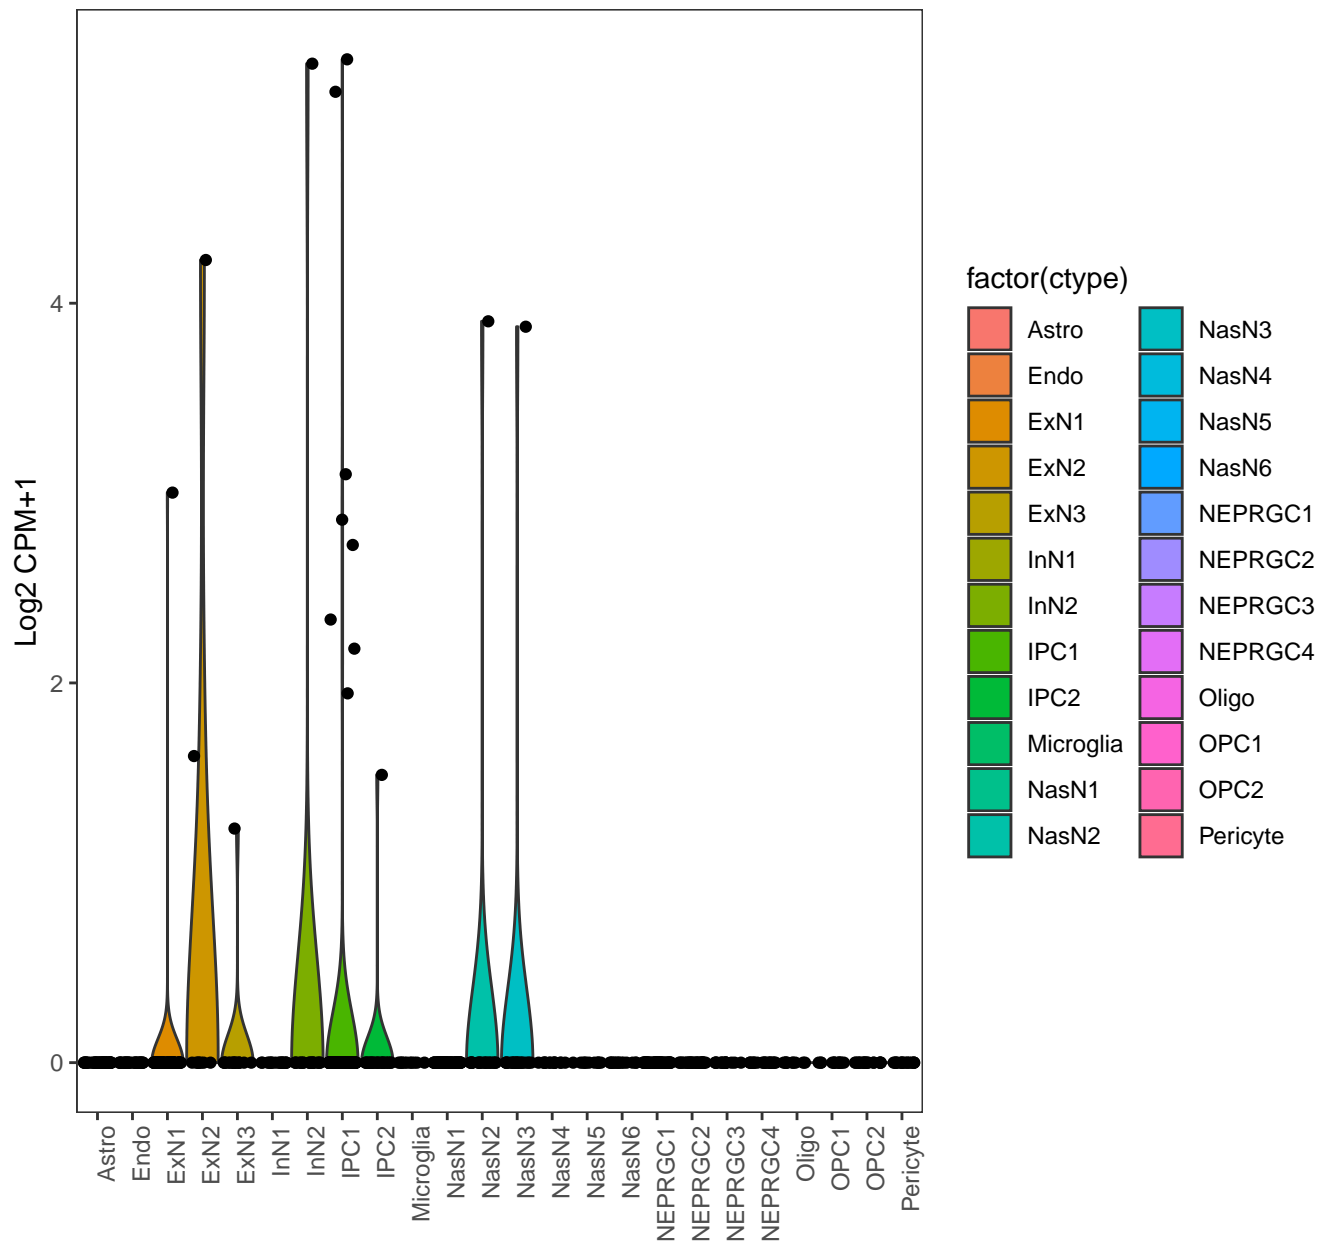 Log2 CPM+1
4
2
0
Astro
Endo
ExN1
ExN2
ExN3
InN1
InN2
IPC1
IPC2
Microglia
NasN1
NasN2
NasN3
NasN4
NasN5
NasN6
NEPRGC1
NEPRGC2
NEPRGC3
NEPRGC4
Oligo
OPC1
OPC2
Pericyte
factor(ctype)
Astro
Endo
ExN1
ExN2
ExN3
InN1
InN2
IPC1
IPC2
Microglia
NasN1
NasN2
NasN3
NasN4
NasN5
NasN6
NEPRGC1
NEPRGC2
NEPRGC3
NEPRGC4
Oligo
OPC1
OPC2
Pericyte